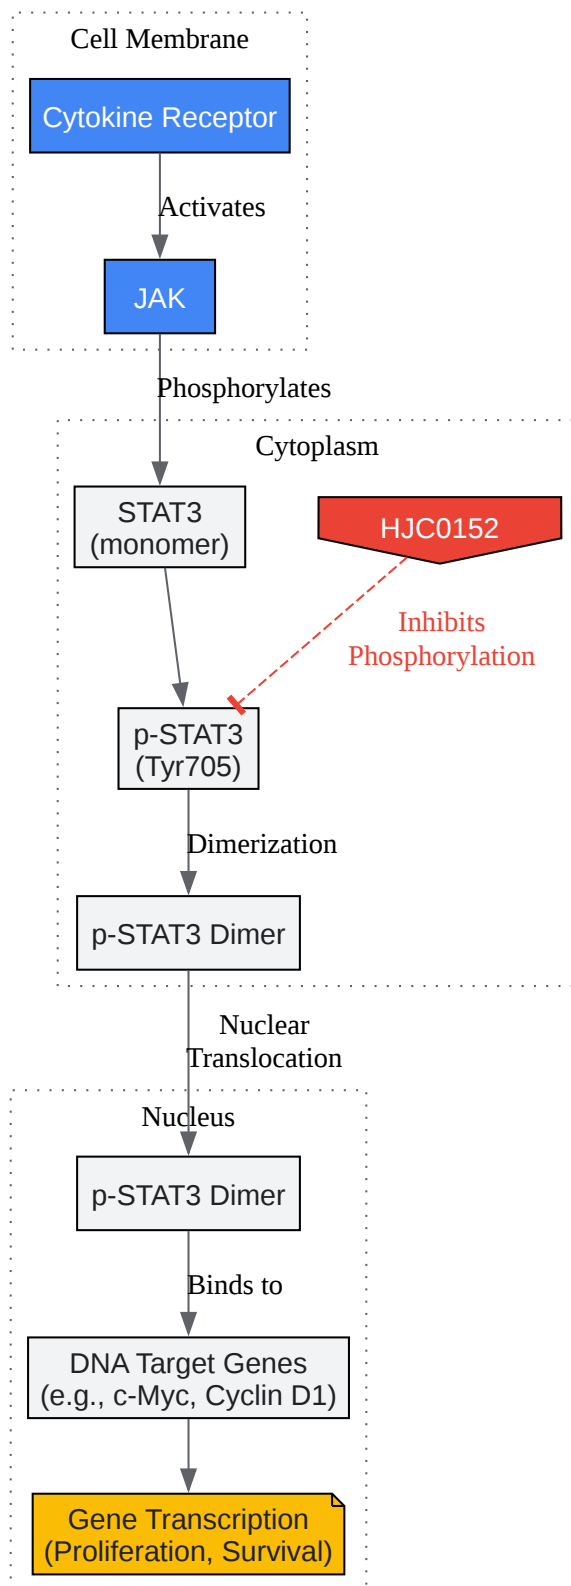 Cell Membrane
Cytokine Receptor
Activates
JAK
Phosphorylates
Cytoplasm
STAT3
(monomer)
HJC0152
Inhibits
Phosphorylation
p-STAT3
(Tyr705)
Dimerization
p-STAT3 Dimer
Nuclear
Translocation
Nucleus
p-STAT3 Dimer
Binds to
DNA Target Genes
(e.g., c-Myc, Cyclin D1)
Gene Transcription
(Proliferation, Survival)